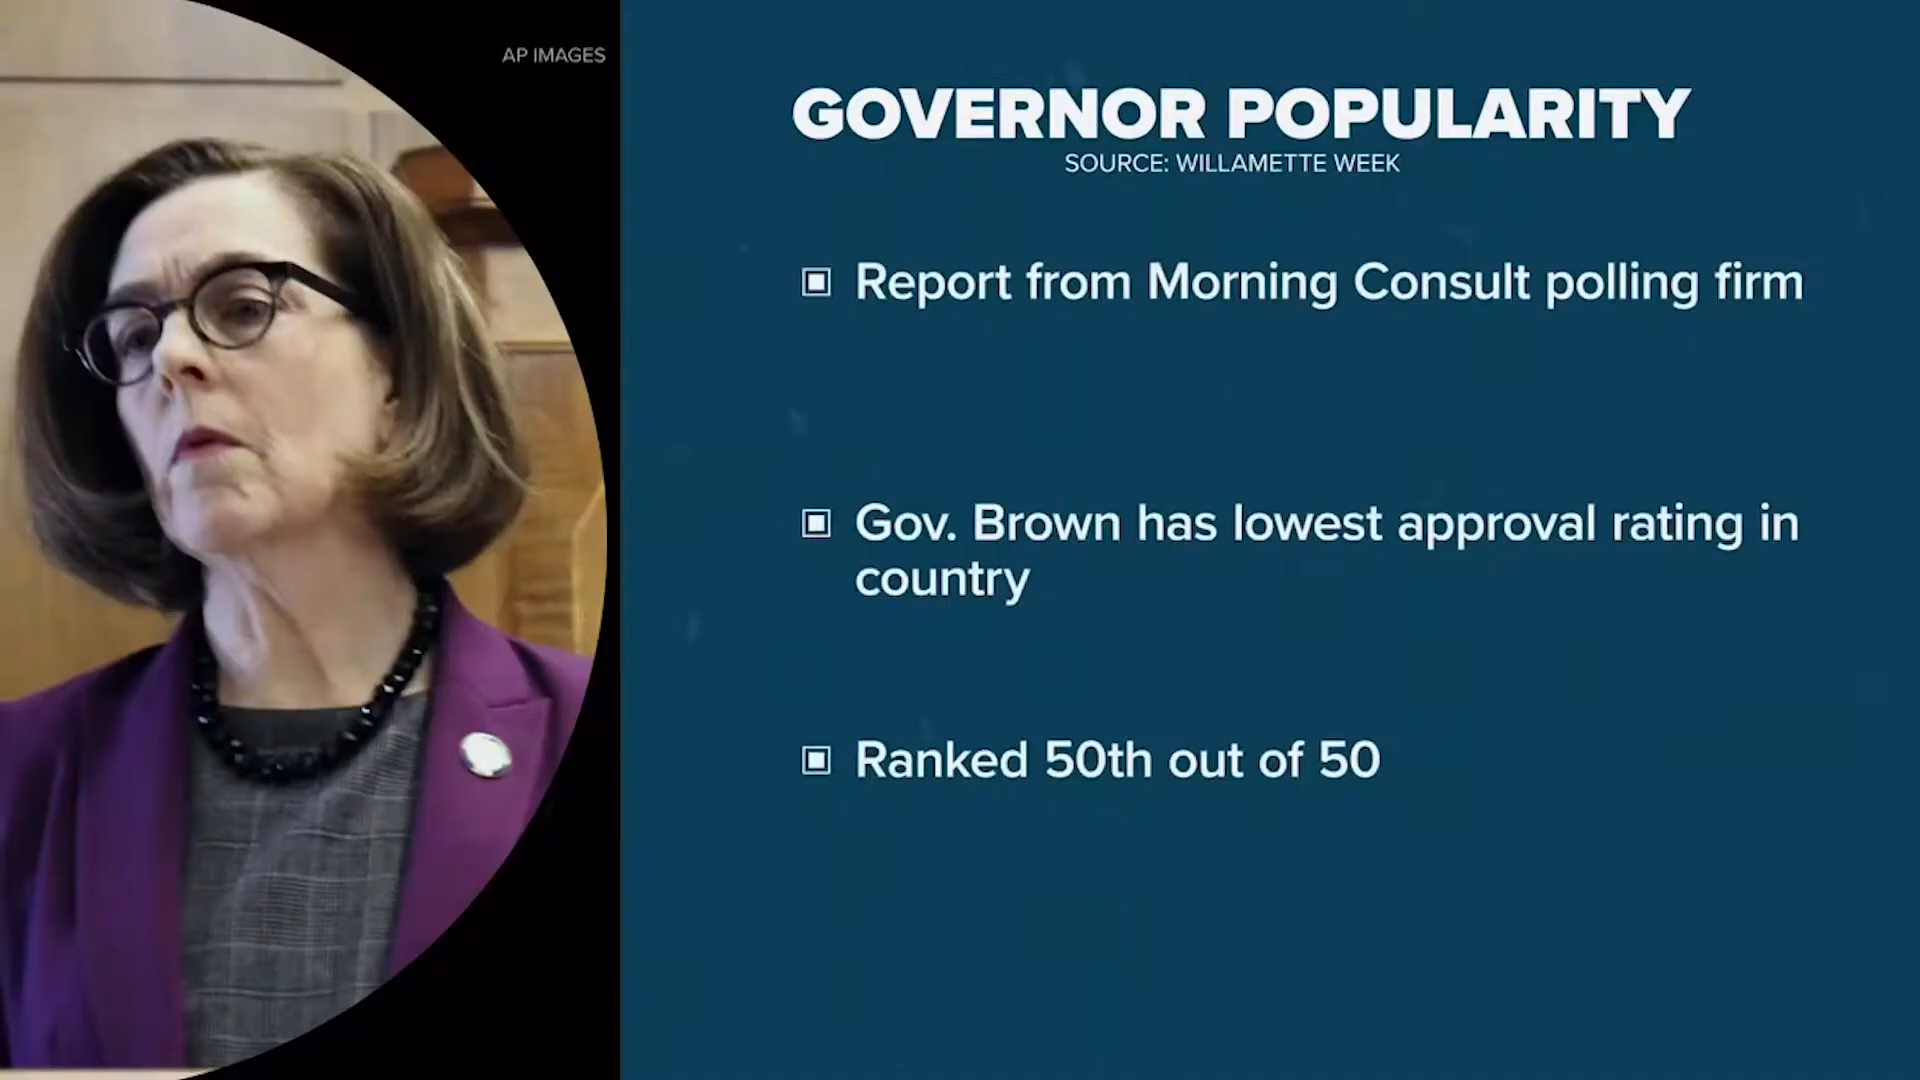 AP IMAGES
GOVERNOR POPULARITY
SOURCE: WILLAMETTE WEEK
Report from Morning Consult polling firm
Gov. Brown has lowest approval rating in
country
Ranked 50th out of 50